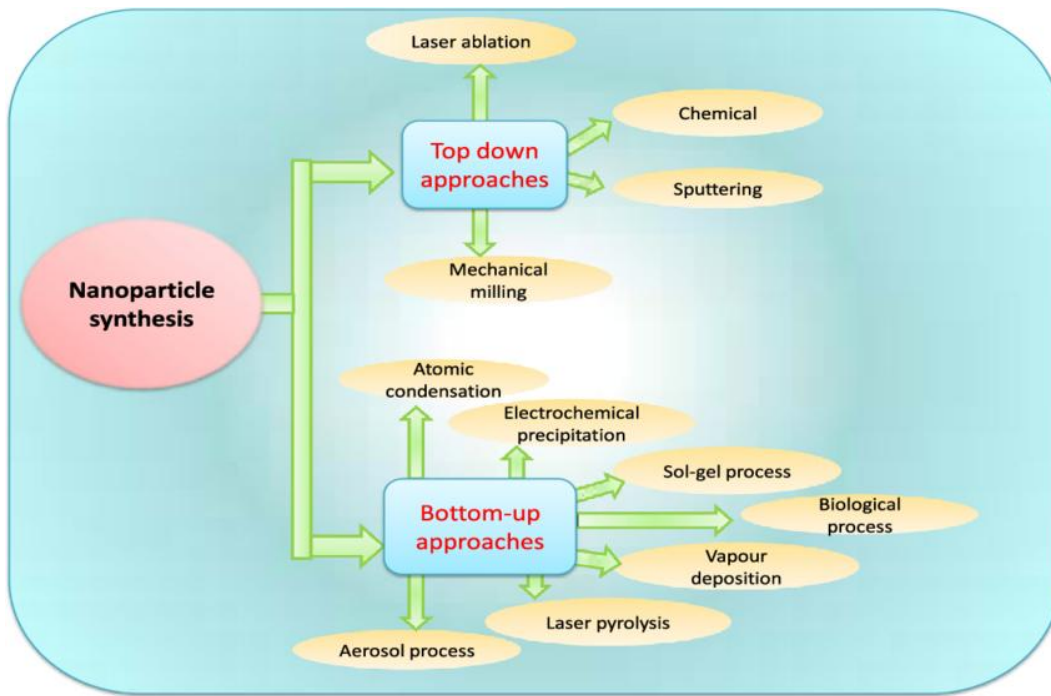 Laser ablation
Chemical
Top down
approaches
Sputtering
Mechanical
milling
Nanoparticle
synthesis
Atomic
condensation
Electrochemical
precipitation
Sol-gel process
Biological
process
Bottom-up
approaches
Vapour
deposition
Laser pyrolysis
Aerosol process